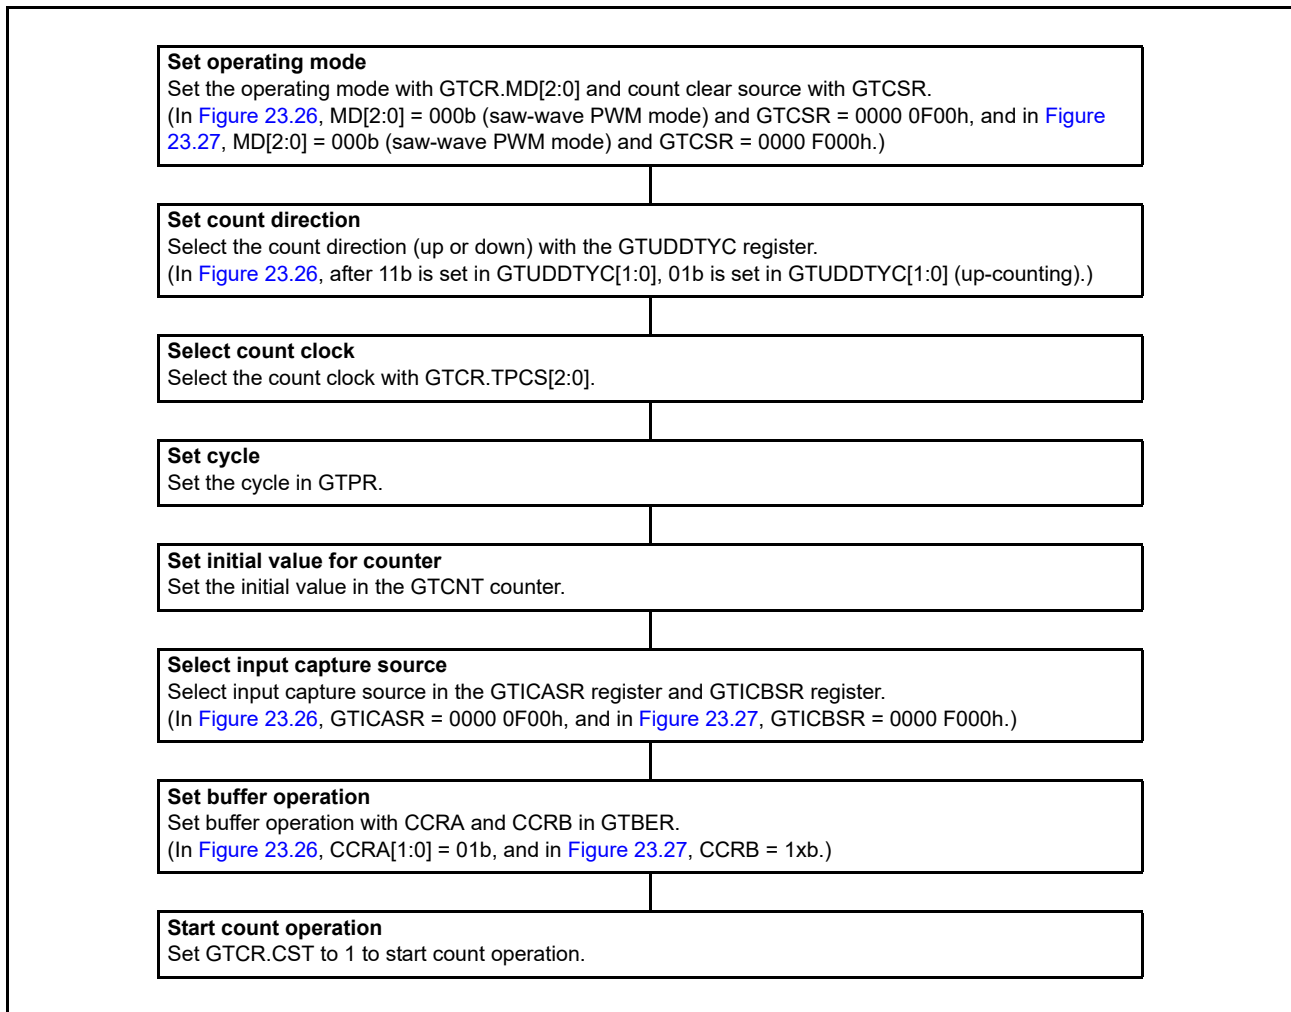 Set operating mode
Set the operating mode with GTCR.MD[2:0] and count clear source with GTCSR.
(In Figure 23.26, MD[2:0] = 000b (saw-wave PWM mode) and GTCSR = 0000 0F00h, and in Figure
23.27, MD[2:0] = 000b (saw-wave PWM mode) and GTCSR = 0000 F000h.)
Set count direction
Select the count direction (up or down) with the GTUDDTYC register.
(In Figure 23.26, after 11b is set in GTUDDTYC[1:0], 01b is set in GTUDDTYC[1:0] (up-counting).)
Select count clock
Select the count clock with GTCR.TPCS[2:0].
Set cycle
Set the cycle in GTPR.
Set initial value for counter
Set the initial value in the GTCNT counter.
Select input capture source
Select input capture source in the GTICASR register and GTICBSR register.
(In Figure 23.26, GTICASR = 0000 0F00h, and in Figure 23.27, GTICBSR = 0000 F000h.)
Set buffer operation
Set buffer operation with CCRA and CCRB in GTBER.
(In Figure 23.26, CCRA[1:0] = 01b, and in Figure 23.27, CCRB = 1xb.)
Start count operation
Set GTCR.CST to 1 to start count operation.